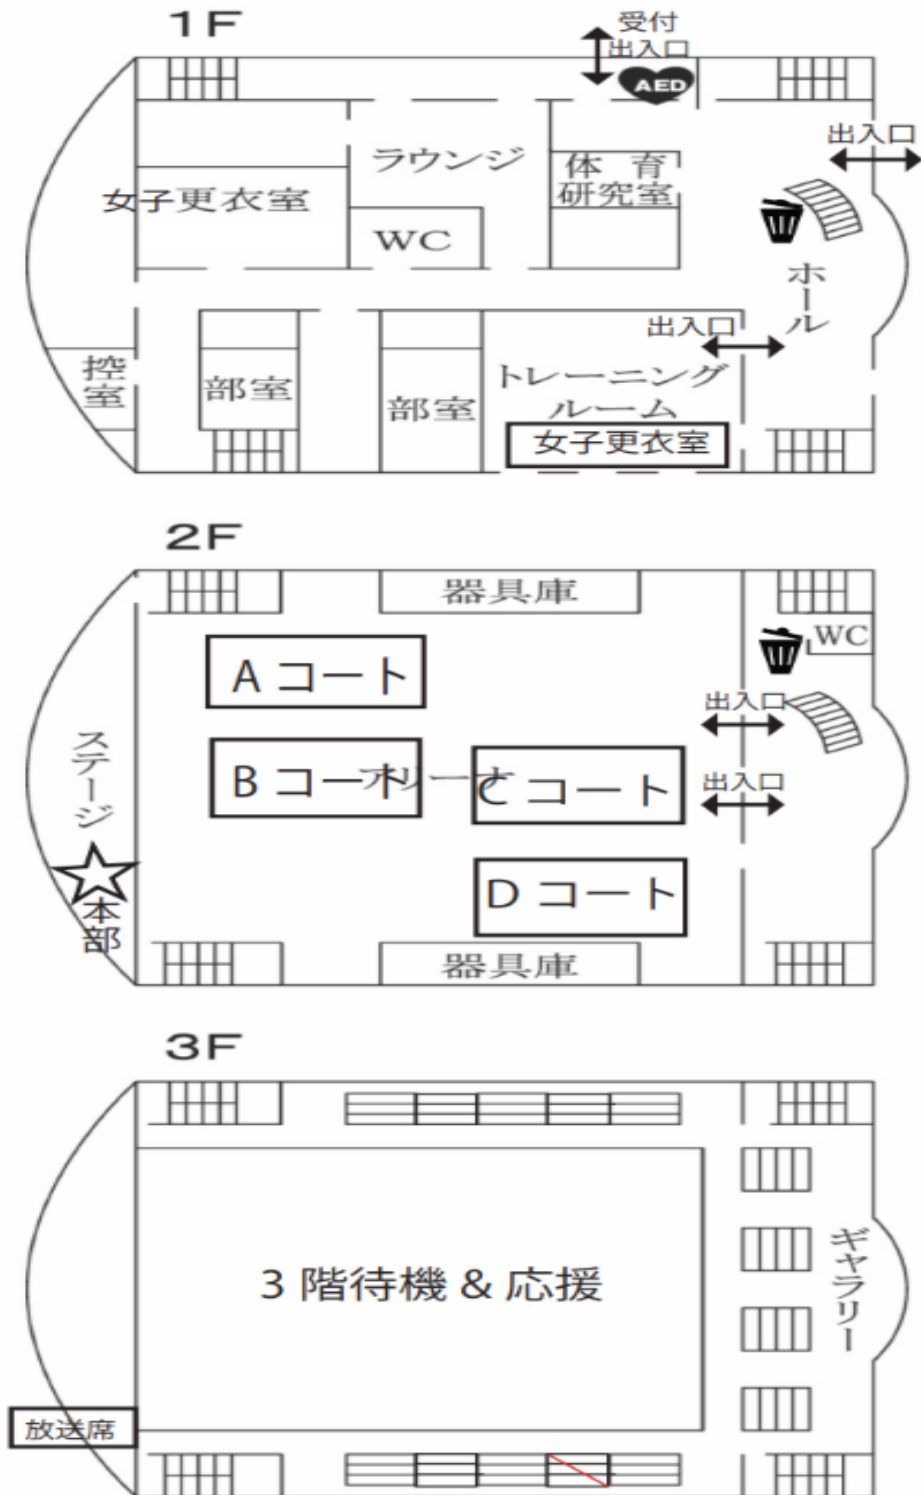 1F
受付
出入口
AED
出入口
ラウンジ
体 育
研究室
女子更衣室
WC
ホール
出入口
控室
部室
部室
トレーニング
ルーム
女子更衣室
2F
器具庫
WC
A コート
出入口
ステージ
B コート
アリーナ
C コート
出入口
D コート
本部
器具庫
3F
3 階待機 & 応援
ギャラリー
放送席